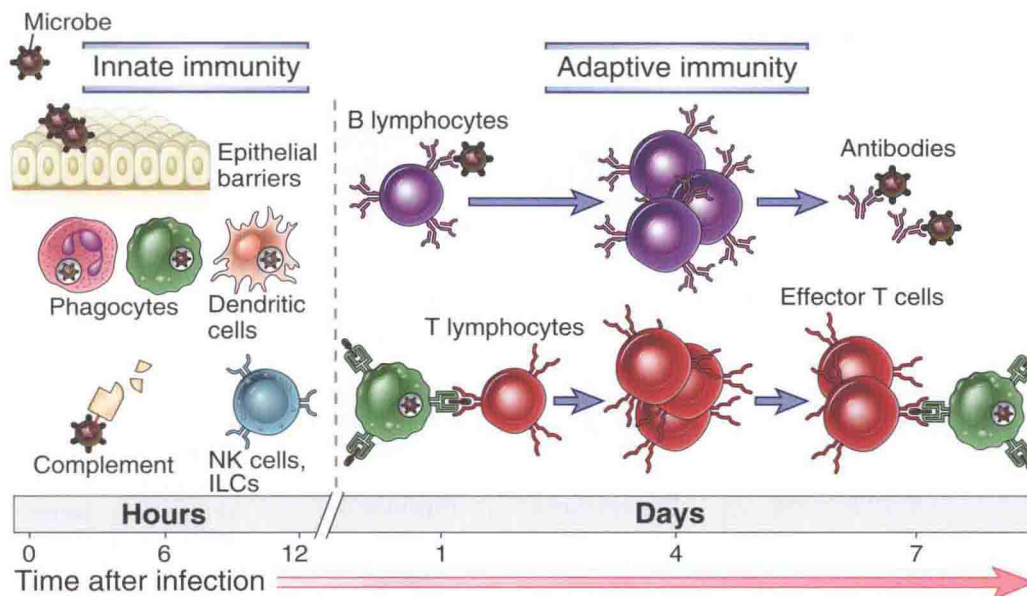 Microbe
Innate immunity
Adaptive immunity
Epithelial
barriers
B lymphocytes
Antibodies
Phagocytes
Dendritic
cells
T lymphocytes
Effector T cells
Complement
NK cells,
ILCs
Hours
Days
0 6 12 1 4 7
Time after infection